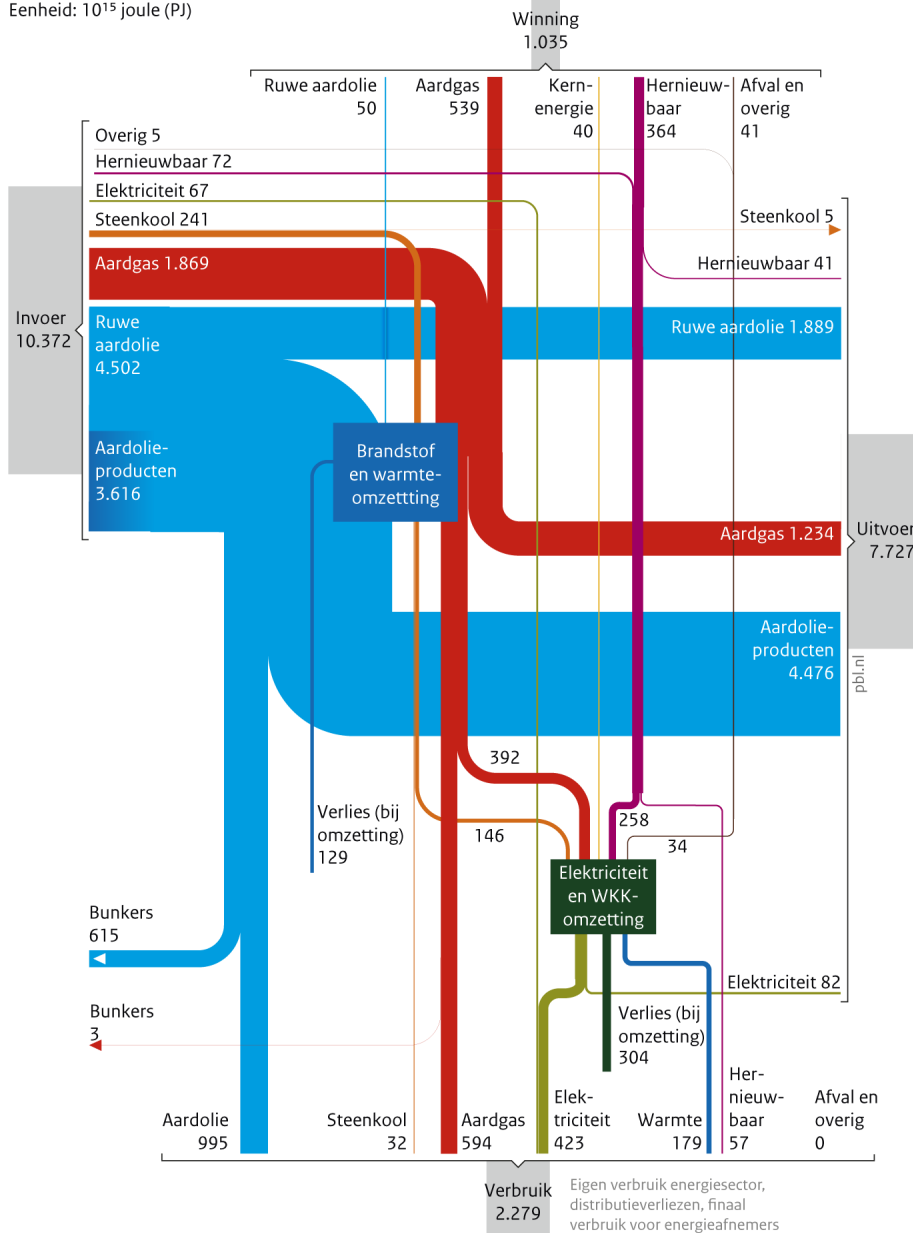 Eenheid: 10¹⁵ joule (PJ)
Winning
1.035
Ruwe aardolie
50
Aardgas
539
Kern-
energie
40
Hernieuw-
baar
364
Afval en
overig
41
Overig 5
Hernieuwbaar 72
Elektriciteit 67
Steenkool 241
Aardgas 1.869
Steenkool 5
Hernieuwbaar 41
Invoer
10.372
Ruwe
aardolie
4.502
Ruwe aardolie 1.889
Aardolie-
producten
3.616
Brandstof
en warmte-
omzettting
Aardgas 1.234
Uitvoer
7.727
Aardolie-
producten
4.476
pbl.nl
392
Verlies (bij
omzetting)
129
146
258
34
Elektriciteit
en WKK-
omzetting
Bunkers
615
Elektriciteit 82
Bunkers
3
Verlies (bij
omzetting)
304
Aardolie
995
Steenkool
32
Aardgas
594
Elek-
triciteit
423
Warmte
179
Her-
nieuw-
baar
57
Afval en
overig
0
Verbruik
2.279
Eigen verbruik energiesector,
distributieverliezen, finaal
verbruik voor energieafnemers